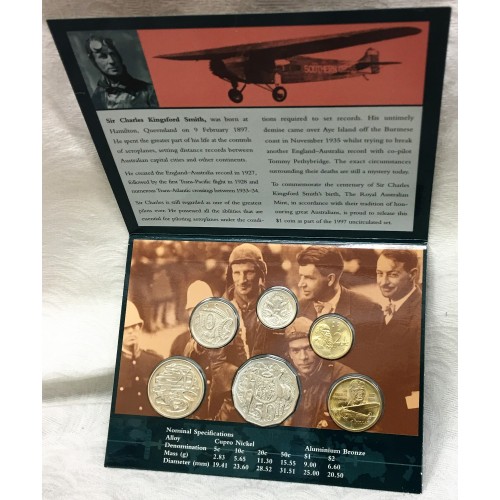 SOUTHERN
Sir Charles Kingsford Smith, was born at
Hamilton, Queensland on 9 February 1897.
He spent the greater part of his life at the controls
of aeroplanes, setting distance records between
Australian capital cities and other continents.
He created the England-Australia record in 1927,
followed by the first Trans-Pacific flight in 1928 and
numerous Trans-Atlantic crossings between 1933-34.
Sir Charles is still regarded as one of the greatest
pilots ever. He possessed all the abilities that are
essential for piloting aeroplanes under the condi-
tions required to set records. His untimely
demise came over Aye Island off the Burmese
coast in November 1935 whilst trying to break
another England-Australia record with co-pilot
Tommy Pethybridge. The exact circumstances
surrounding their deaths are still a mystery today.
To commemorate the centenary of Sir Charles
Kingsford Smith's birth, The Royal Australian
Mint, in accordance with their tradition of hon-
ouring great Australians, is proud to release this
$1 coin as part of the 1997 uncirculated set.
10
5
20
50
Nominal Specifications
Alloy Cupro Nickel Aluminium Bronze
Denomination 5c 10c 20c 50c $1 $2
Mass (g) 2.83 5.65 11.30 15.55 9.00 6.60
Diameter (mm) 19.41 23.60 28.52 31.51 25.00 20.50